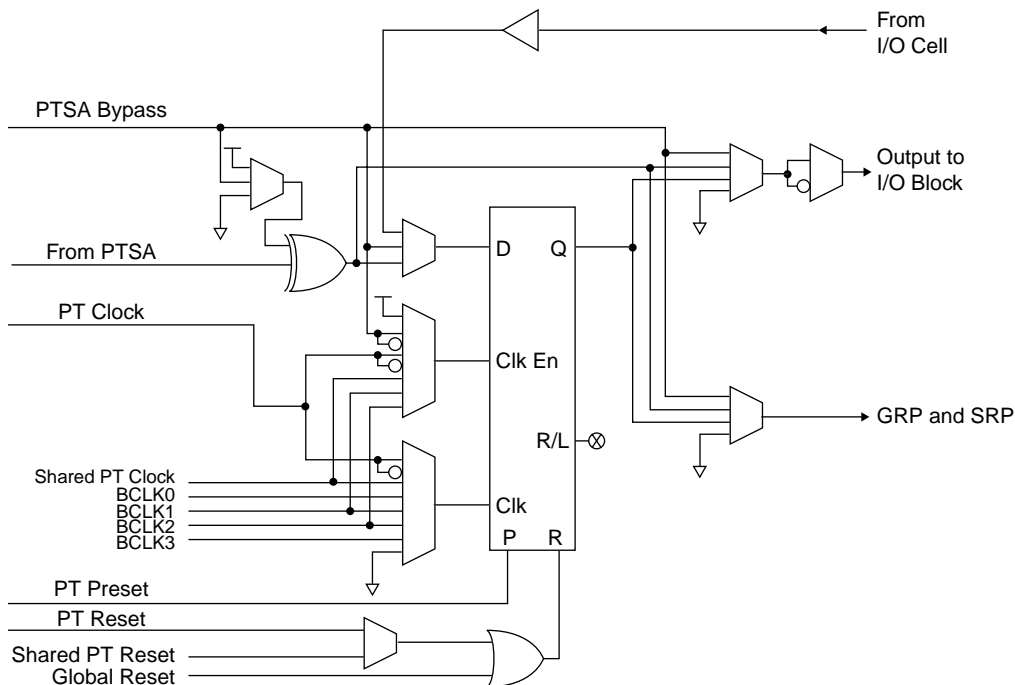 From
I/O Cell
PTSA Bypass
Output to
I/O Block
From PTSA
D
Q
PT Clock
Clk En
GRP and SRP
R/L
Shared PT Clock
BCLK0
BCLK1
BCLK2
BCLK3
Clk
P
R
PT Preset
PT Reset
Shared PT Reset
Global Reset